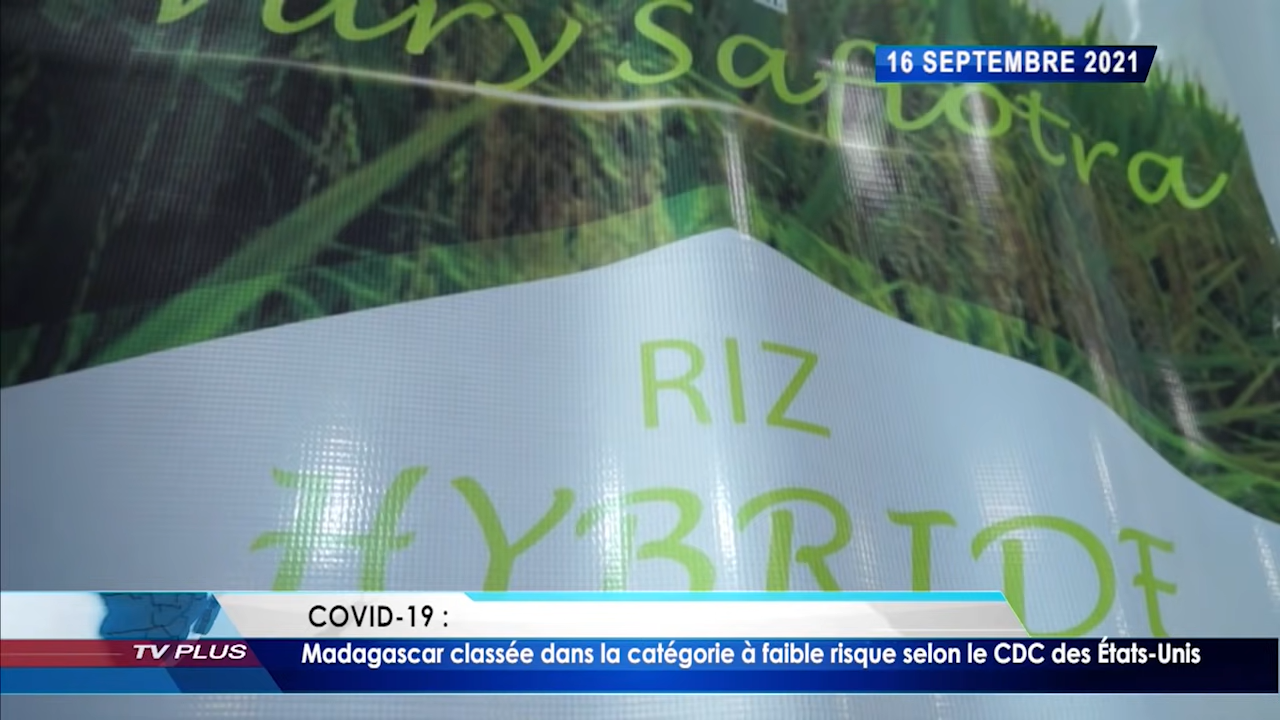 Vary Safiotra
16 SEPTEMBRE 2021
RIZ
HYBRIDE
COVID-19 :
TV PLUS
Madagascar classée dans la catégorie à faible risque selon le CDC des États-Unis